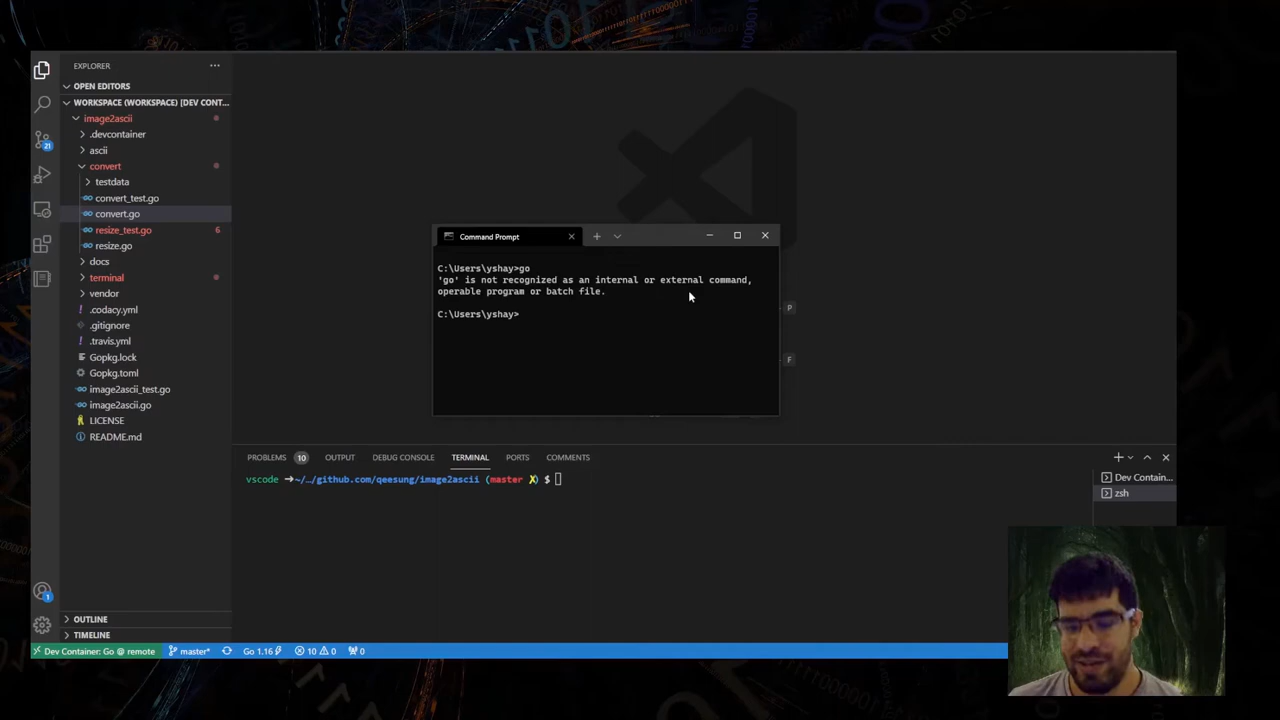 EXPLORER
OPEN EDITORS
WORKSPACE (WORKSPACE) [DEV CONT...
image2ascii
.devcontainer
ascii
convert
testdata
convert_test.go
convert.go
resize_test.go 6
resize.go
docs
terminal
vendor
.codacy.yml
.gitignore
.travis.yml
Gopkg.lock
Gopkg.toml
image2ascii_test.go
image2ascii.go
LICENSE
README.md
OUTLINE
TIMELINE
21
1
Command Prompt
C:\Users\yshay>go
'go' is not recognized as an internal or external command,
operable program or batch file.
C:\Users\yshay>
P
F
PROBLEMS 10 OUTPUT DEBUG CONSOLE TERMINAL PORTS COMMENTS
vscode ➜ ~/…/github.com/qeesung/image2ascii (master ✗) $
Dev Contain...
zsh
Dev Container: Go @ remote master* Go 1.16 10 0 0